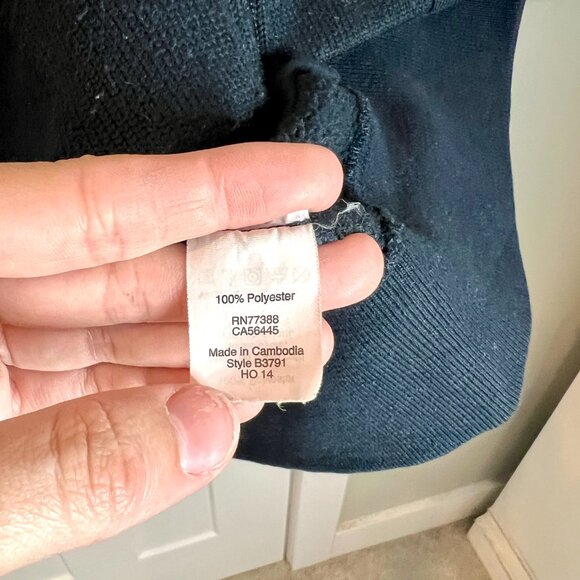 100% Polyester
RN77388
CA56445
Made in Cambodia
Style B3791
HO 14